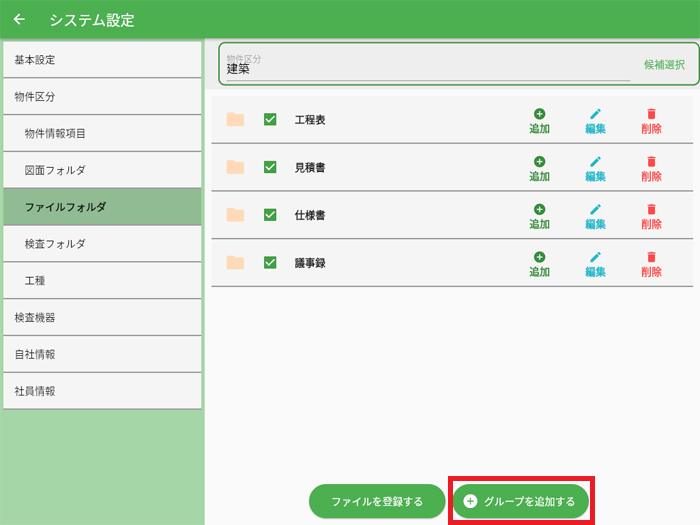 システム設定
基本設定
物件区分
物件情報項目
図面フォルダ
ファイルフォルダ
検査フォルダ
工種
検査機器
自社情報
社員情報
物件区分
建築
候補選択
工程表 追加 編集 削除
見積書 追加 編集 削除
仕様書 追加 編集 削除
議事録 追加 編集 削除
ファイルを登録する
グループを追加する